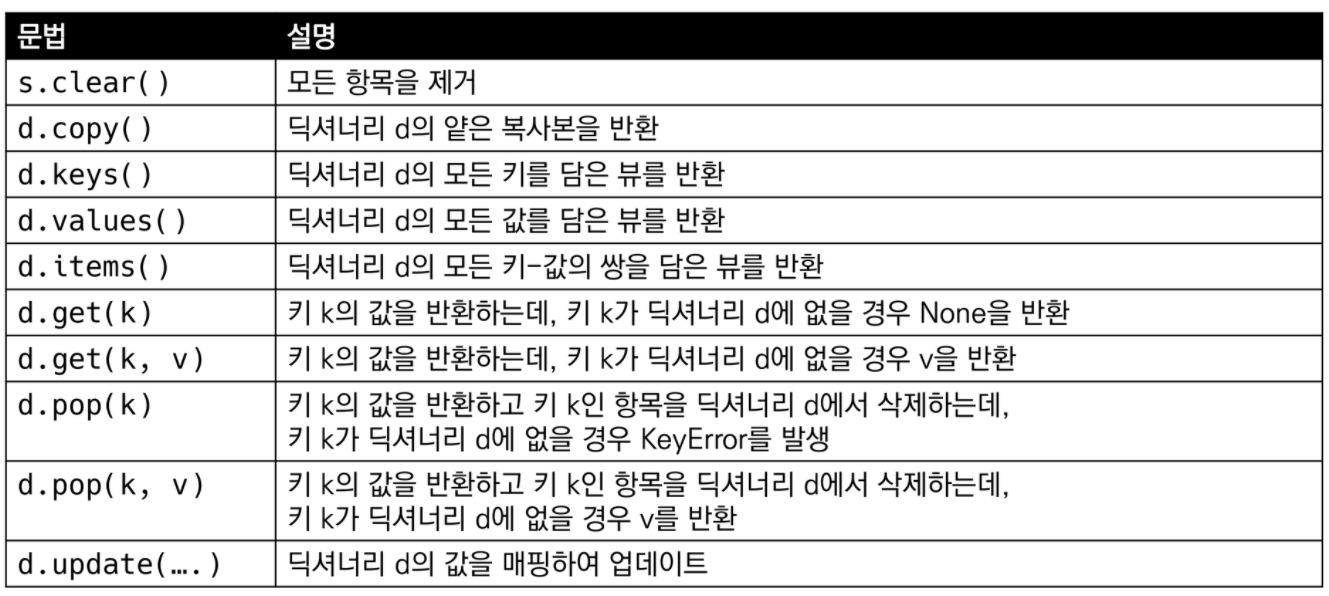 문법 설명
s.clear() 모든 항목을 제거
d.copy() 딕셔너리 d의 얕은 복사본을 반환
d.keys() 딕셔너리 d의 모든 키를 담은 뷰를 반환
d.values() 딕셔너리 d의 모든 값를 담은 뷰를 반환
d.items() 딕셔너리 d의 모든 키-값의 쌍을 담은 뷰를 반환
d.get(k) 키 k의 값을 반환하는데, 키 k가 딕셔너리 d에 없을 경우 None을 반환
d.get(k, v) 키 k의 값을 반환하는데, 키 k가 딕셔너리 d에 없을 경우 v을 반환
d.pop(k) 키 k의 값을 반환하고 키 k인 항목을 딕셔너리 d에서 삭제하는데,
키 k가 딕셔너리 d에 없을 경우 KeyError를 발생
d.pop(k, v) 키 k의 값을 반환하고 키 k인 항목을 딕셔너리 d에서 삭제하는데,
키 k가 딕셔너리 d에 없을 경우 v를 반환
d.update(….) 딕셔너리 d의 값을 매핑하여 업데이트